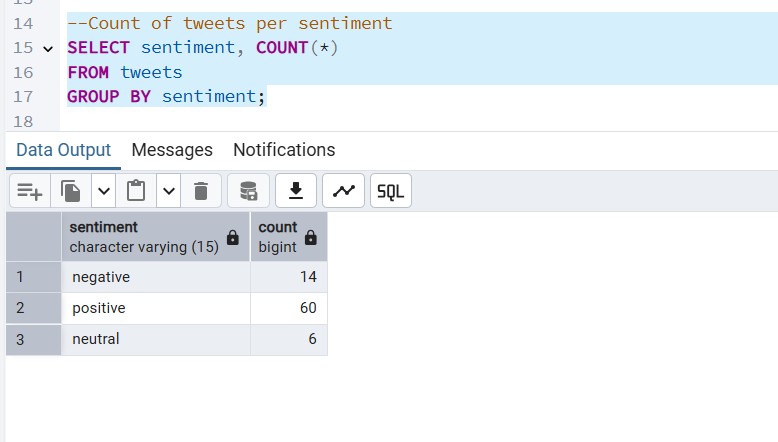 14 --Count of tweets per sentiment
15 SELECT sentiment, COUNT(*)
16 FROM tweets
17 GROUP BY sentiment;
18
Data Output Messages Notifications
SQL
sentiment count
character varying (15) bigint
1 negative 14
2 positive 60
3 neutral 6